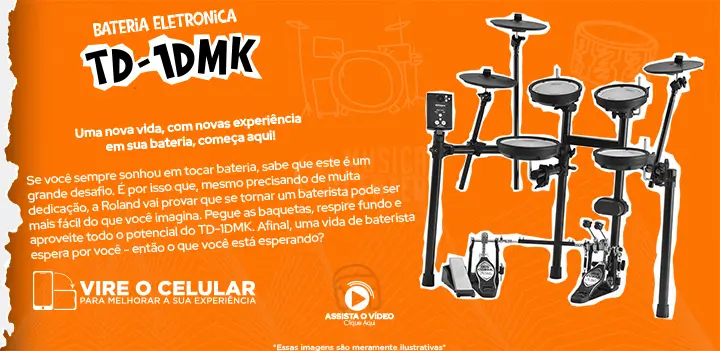 BATERIA ELETRONICA
TD-1DMK
Uma nova vida, com novas experiência
em sua bateria, começa aqui!
Se você sempre sonhou em tocar bateria, sabe que este é um
grande desafio. É por isso que, mesmo precisando de muita
dedicação, a Roland vai provar que se tornar um baterista pode ser
mais fácil do que você imagina. Pegue as baquetas, respire fundo e
aproveite todo o potencial do TD-1DMK. Afinal, uma vida de baterista
espera por você - então o que você está esperando?
VIRE O CELULAR
PARA MELHORAR A SUA EXPERIÊNCIA
ASSISTA O VÍDEO
Clique Aqui
*Essas imagens são meramente ilustrativas*